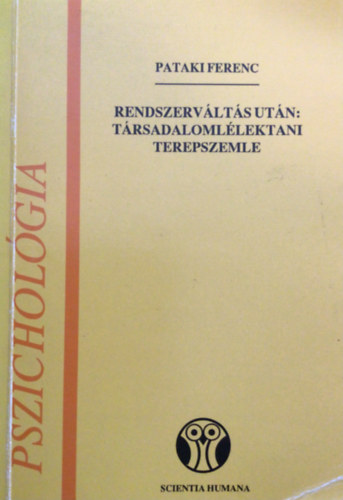 PATAKI FERENC
RENDSZERVÁLTÁS UTÁN:
TÁRSADALOMLÉLEKTANI
TEREPSZEMLE
PSZICHOLÓGIA
SCIENTIA HUMANA